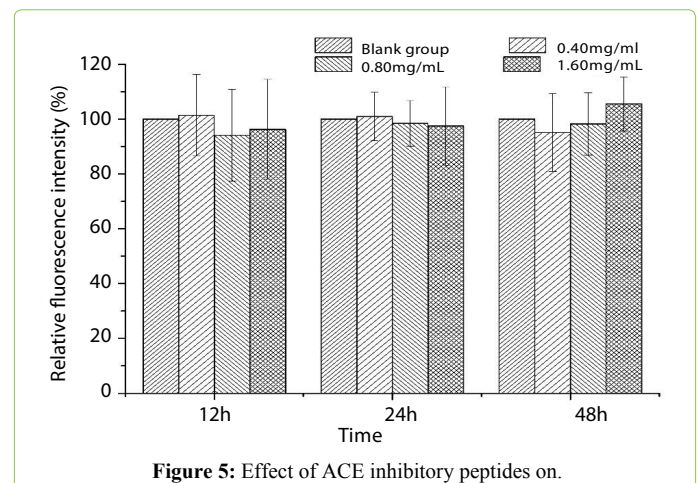 Blank group 0.40mg/ml
0.80mg/mL 1.60mg/mL
120
100
80
60
40
20
0
Relative fluorescence intensity (%)
12h 24h 48h
Time
Figure 5: Effect of ACE inhibitory peptides on.